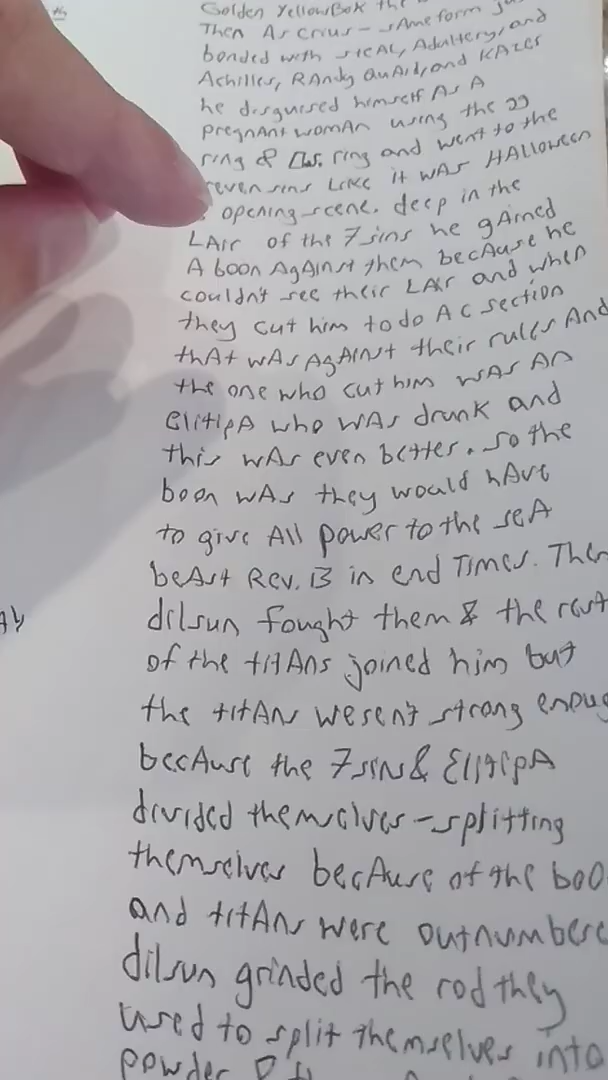 Golden YellowBox the
Then As crius - sAme form
bonded with steAl, Adultery, and
Achilles, RAndy QuAid, and KAZES
he disguised himself As A
pregnAnt womAn using the gg
ring & ring and went to the
seven sins Like it wAs HAlloween
opening scene. deep in the
LAir of the 7 sins he gAined
A boon AgAinst them becAuse he
couldn't see their LAir and when
they cut him to do A C section
thAt wAs AgAinst their rules And
the one who cut him wAs An
ElitipA who wAs drunk and
this wAs even better. so the
boon wAs they would hAve
to give All power to the seA
beAst Rev. 13 in end Times. Then
dilsun fought them & the rest
of the titAns joined him but
the titAns wesen't strong enoug
becAuse the 7 sins & ElitipA
divided themselves - splitting
themselves becAuse of the boo
and titAns were outnumbere
dilsun grinded the rod they
used to split themselves into
powder